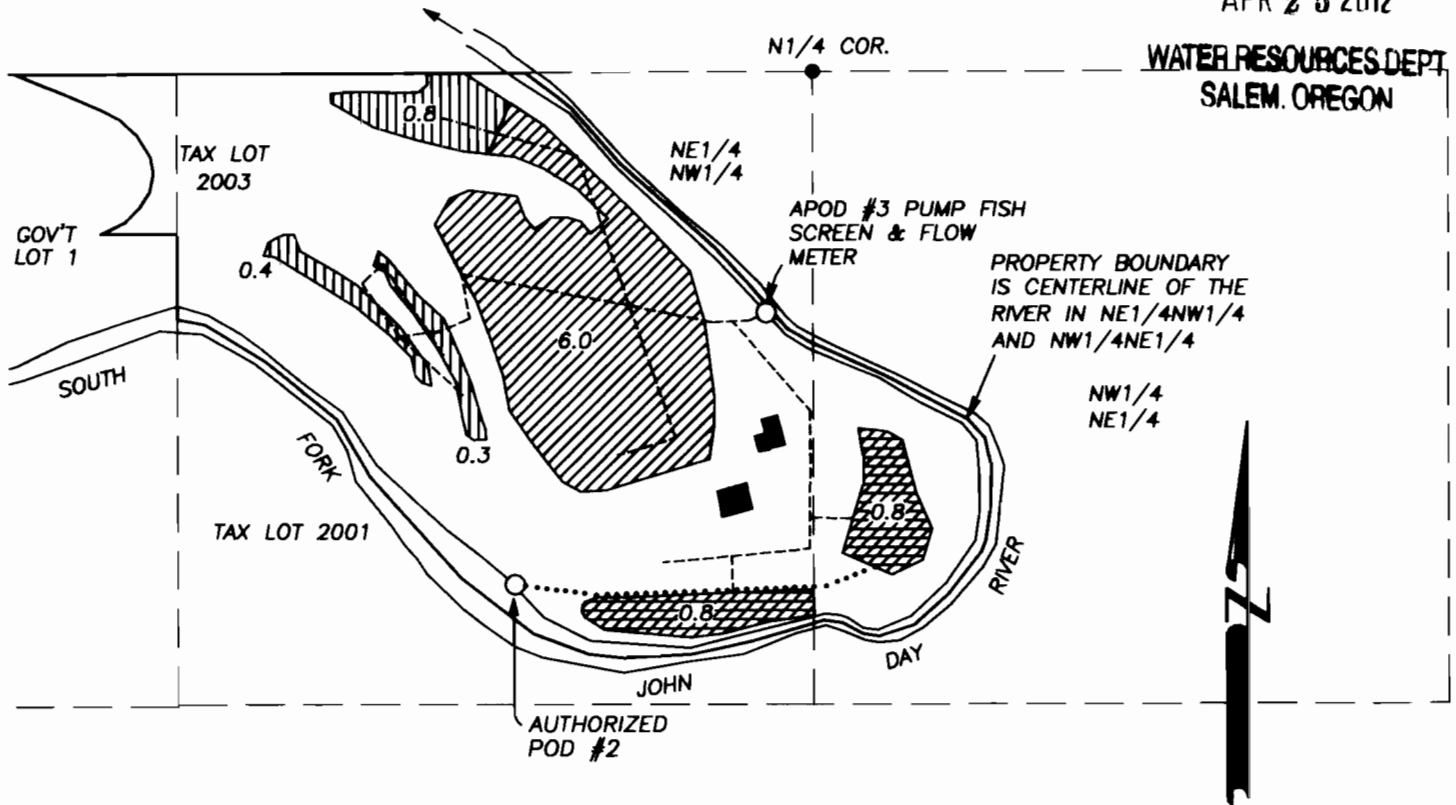 WATER RESOURCES DEPT
SALEM. OREGON
N1/4 COR.
0.8
TAX LOT
2003
NE1/4
NW1/4
GOV'T
LOT 1
APOD #3 PUMP FISH
SCREEN & FLOW
METER
PROPERTY BOUNDARY
IS CENTERLINE OF THE
RIVER IN NE1/4NW1/4
AND NW1/4NE1/4
0.4
6.0
SOUTH
NW1/4
NE1/4
FORK
0.3
TAX LOT 2001
0.8
RIVER
0.8
DAY
JOHN
AUTHORIZED
POD #2
N